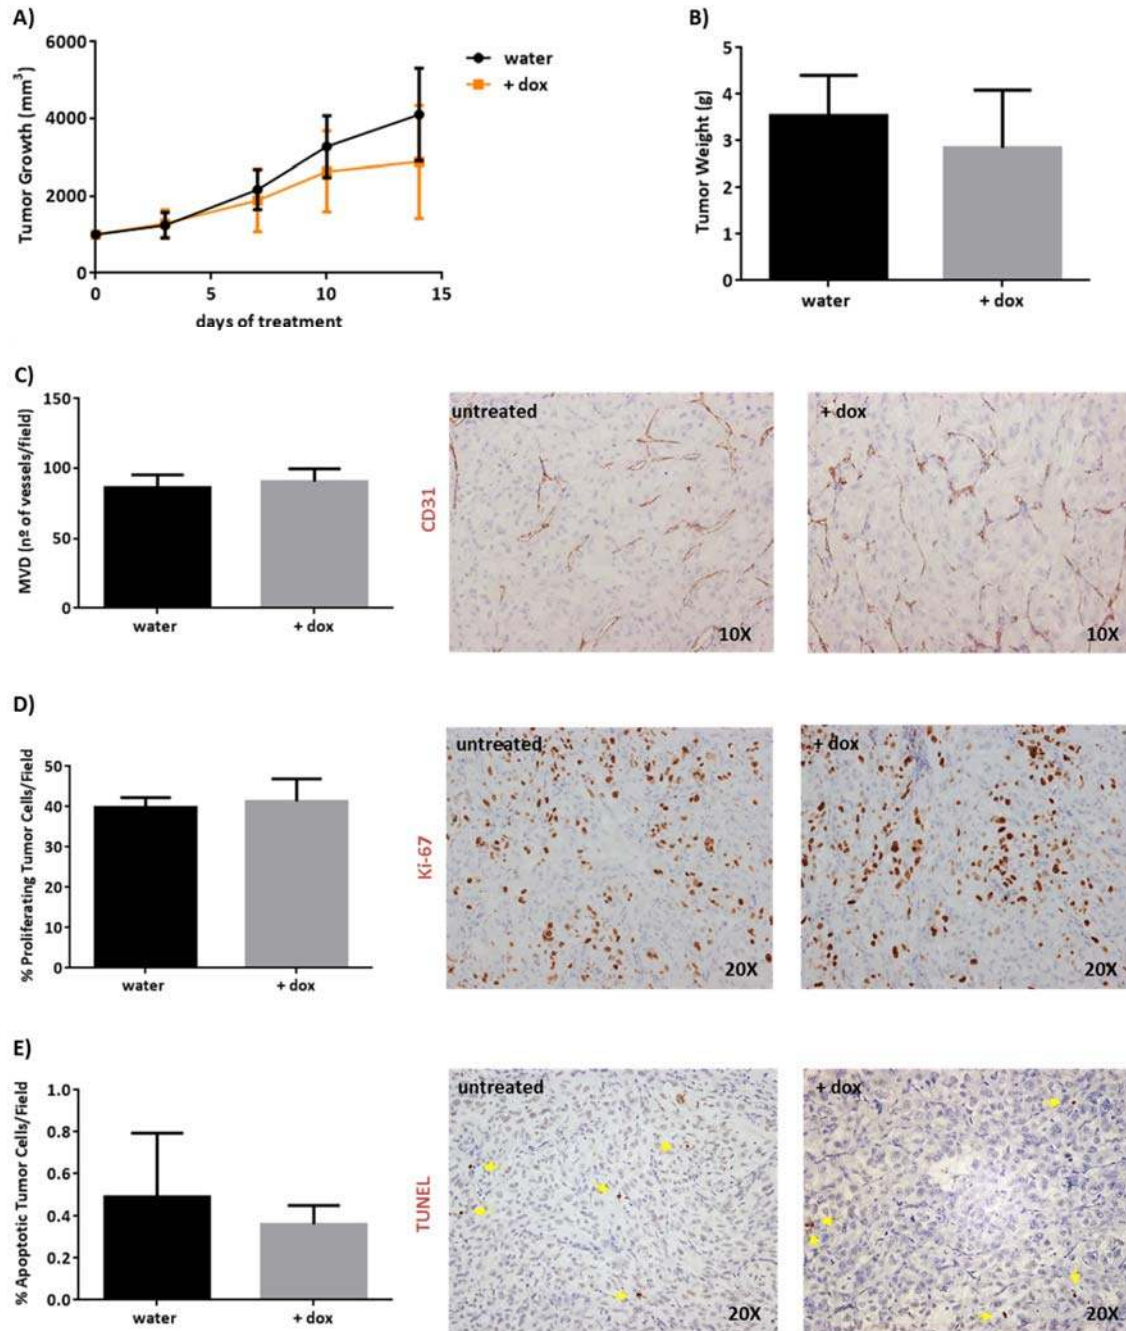 A)
Tumor Growth (mm³)
6000
4000
2000
0
0 5 10 15
days of treatment
water
+ dox
B)
Tumor Weight (g)
5
4
3
2
1
0
water + dox
C)
MVD (nº of vessels/field)
150
100
50
0
water + dox
CD31
untreated
10X
+ dox
10X
D)
% Proliferating Tumor Cells/Field
50
40
30
20
10
0
water + dox
Ki-67
untreated
20X
+ dox
20X
E)
% Apoptotic Tumor Cells/Field
1.0
0.8
0.6
0.4
0.2
0.0
water + dox
TUNEL
untreated
20X
+ dox
20X